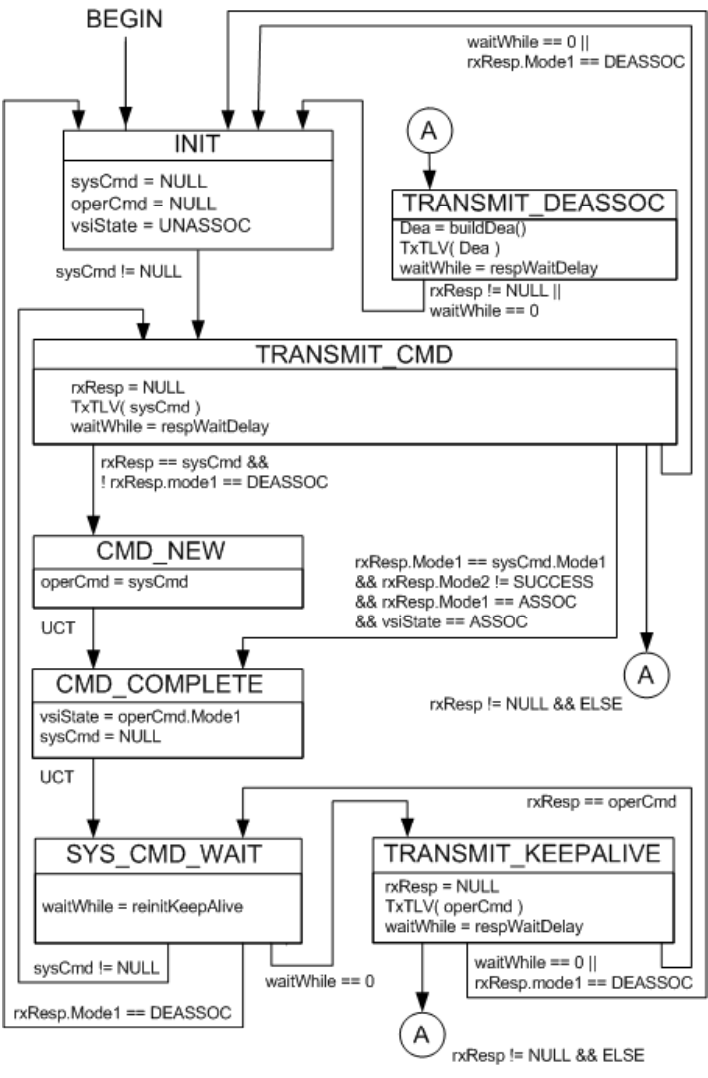 BEGIN
waitWhile == 0 ||
rxResp.Mode1 == DEASSOC
A
INIT
sysCmd = NULL
operCmd = NULL
vsiState = UNASSOC
TRANSMIT_DEASSOC
Dea = buildDea()
TxTLV( Dea )
waitWhile = respWaitDelay
sysCmd != NULL
rxResp != NULL ||
waitWhile == 0
TRANSMIT_CMD
rxResp = NULL
TxTLV( sysCmd )
waitWhile = respWaitDelay
rxResp == sysCmd &&
! rxResp.mode1 == DEASSOC
CMD_NEW
operCmd = sysCmd
rxResp.Mode1 == sysCmd.Mode1
&& rxResp.Mode2 != SUCCESS
&& rxResp.Mode1 == ASSOC
&& vsiState == ASSOC
UCT
A
rxResp != NULL && ELSE
CMD_COMPLETE
vsiState = operCmd.Mode1
sysCmd = NULL
UCT
rxResp == operCmd
SYS_CMD_WAIT
waitWhile = reinitKeepAlive
TRANSMIT_KEEPALIVE
rxResp = NULL
TxTLV( operCmd )
waitWhile = respWaitDelay
sysCmd != NULL
waitWhile == 0
waitWhile == 0 ||
rxResp.mode1 == DEASSOC
rxResp.Mode1 == DEASSOC
A
rxResp != NULL && ELSE